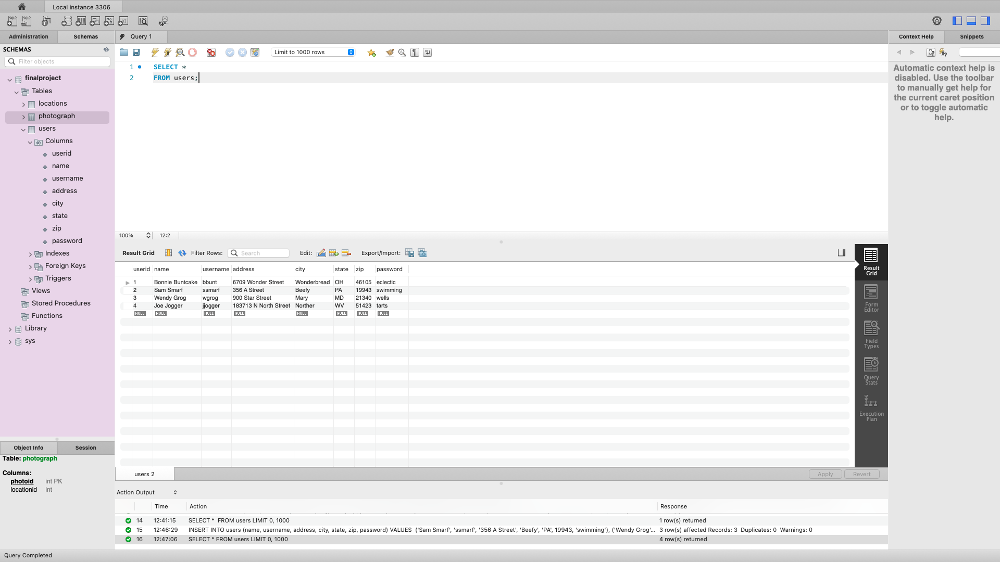 Local instance 3306
Administration
Schemas
Query 1
Context Help
Snippets
SCHEMAS
Filter objects
Limit to 1000 rows
1 SELECT *
2 FROM users;
Automatic context help is
disabled. Use the toolbar
to manually get help for
the current caret position
or to toggle automatic
help.
finalproject
Tables
locations
photograph
users
Columns
userid
name
username
address
city
state
zip
password
Indexes
Foreign Keys
Triggers
Views
Stored Procedures
Functions
Library
sys
100% 12:2
Result Grid Filter Rows: Search Edit: Export/Import:
userid name username address city state zip password
1 Bonnie Buntcake bbunt 6709 Wonder Street Wonderbread OH 46105 eclectic
2 Sam Smarf ssmarf 356 A Street Beefy PA 19943 swimming
3 Wendy Grog wgrog 900 Star Street Mary MD 21340 wells
4 Joe Jogger jjogger 183713 N North Street Norther WV 51423 tarts
NULL NULL NULL NULL NULL NULL NULL NULL
Result
Grid
Form
Editor
Field
Types
Query
Stats
Execution
Plan
Object Info
Session
Table: photograph
Columns:
photoid int PK
locationid int
users 2
Apply
Revert
Action Output
Time Action Response
14 12:41:15 SELECT * FROM users LIMIT 0, 1000 1 row(s) returned
15 12:46:29 INSERT INTO users (name, username, address, city, state, zip, password) VALUES ('Sam Smarf', 'ssmarf', '356 A Street', 'Beefy', 'PA', 19943, 'swimming'), ('Wendy Grog'... 3 row(s) affected Records: 3 Duplicates: 0 Warnings: 0
16 12:47:06 SELECT * FROM users LIMIT 0, 1000 4 row(s) returned
Query Completed